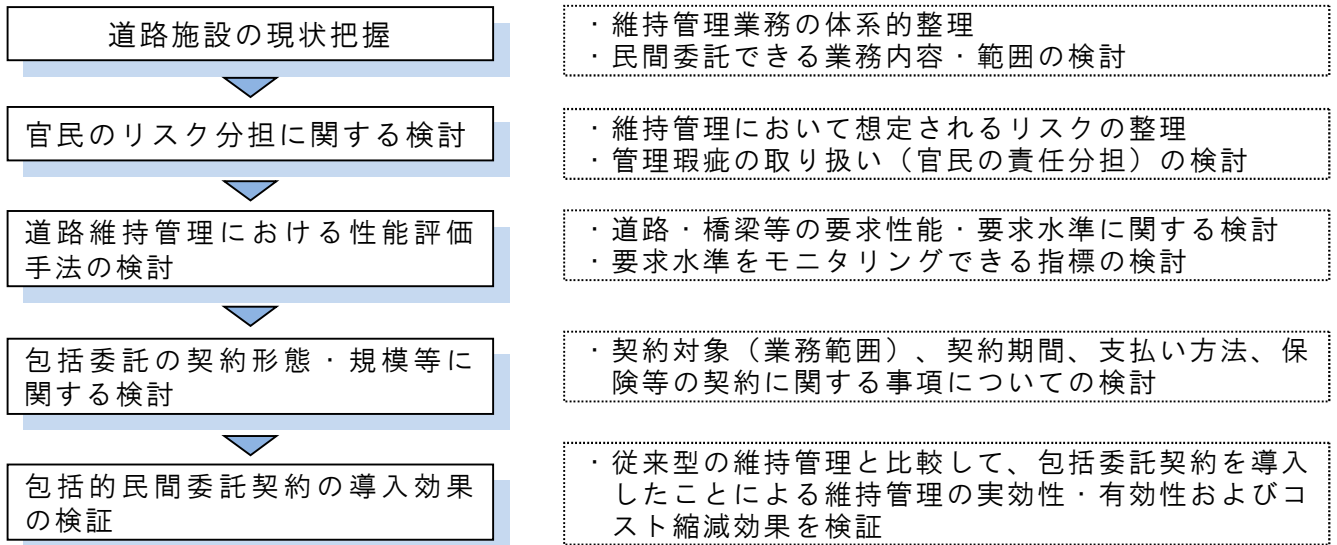 道路施設の現状把握
・維持管理業務の体系的整理
・民間委託できる業務内容・範囲の検討
官民のリスク分担に関する検討
・維持管理において想定されるリスクの整理
・管理瑕疵の取り扱い（官民の責任分担）の検討
道路維持管理における性能評価
手法の検討
・道路・橋梁等の要求性能・要求水準に関する検討
・要求水準をモニタリングできる指標の検討
包括委託の契約形態・規模等に
関する検討
・契約対象（業務範囲）、契約期間、支払い方法、保
険等の契約に関する事項についての検討
包括的民間委託契約の導入効果
の検証
・従来型の維持管理と比較して、包括委託契約を導入
したことによる維持管理の実効性・有効性およびコ
スト縮減効果を検証